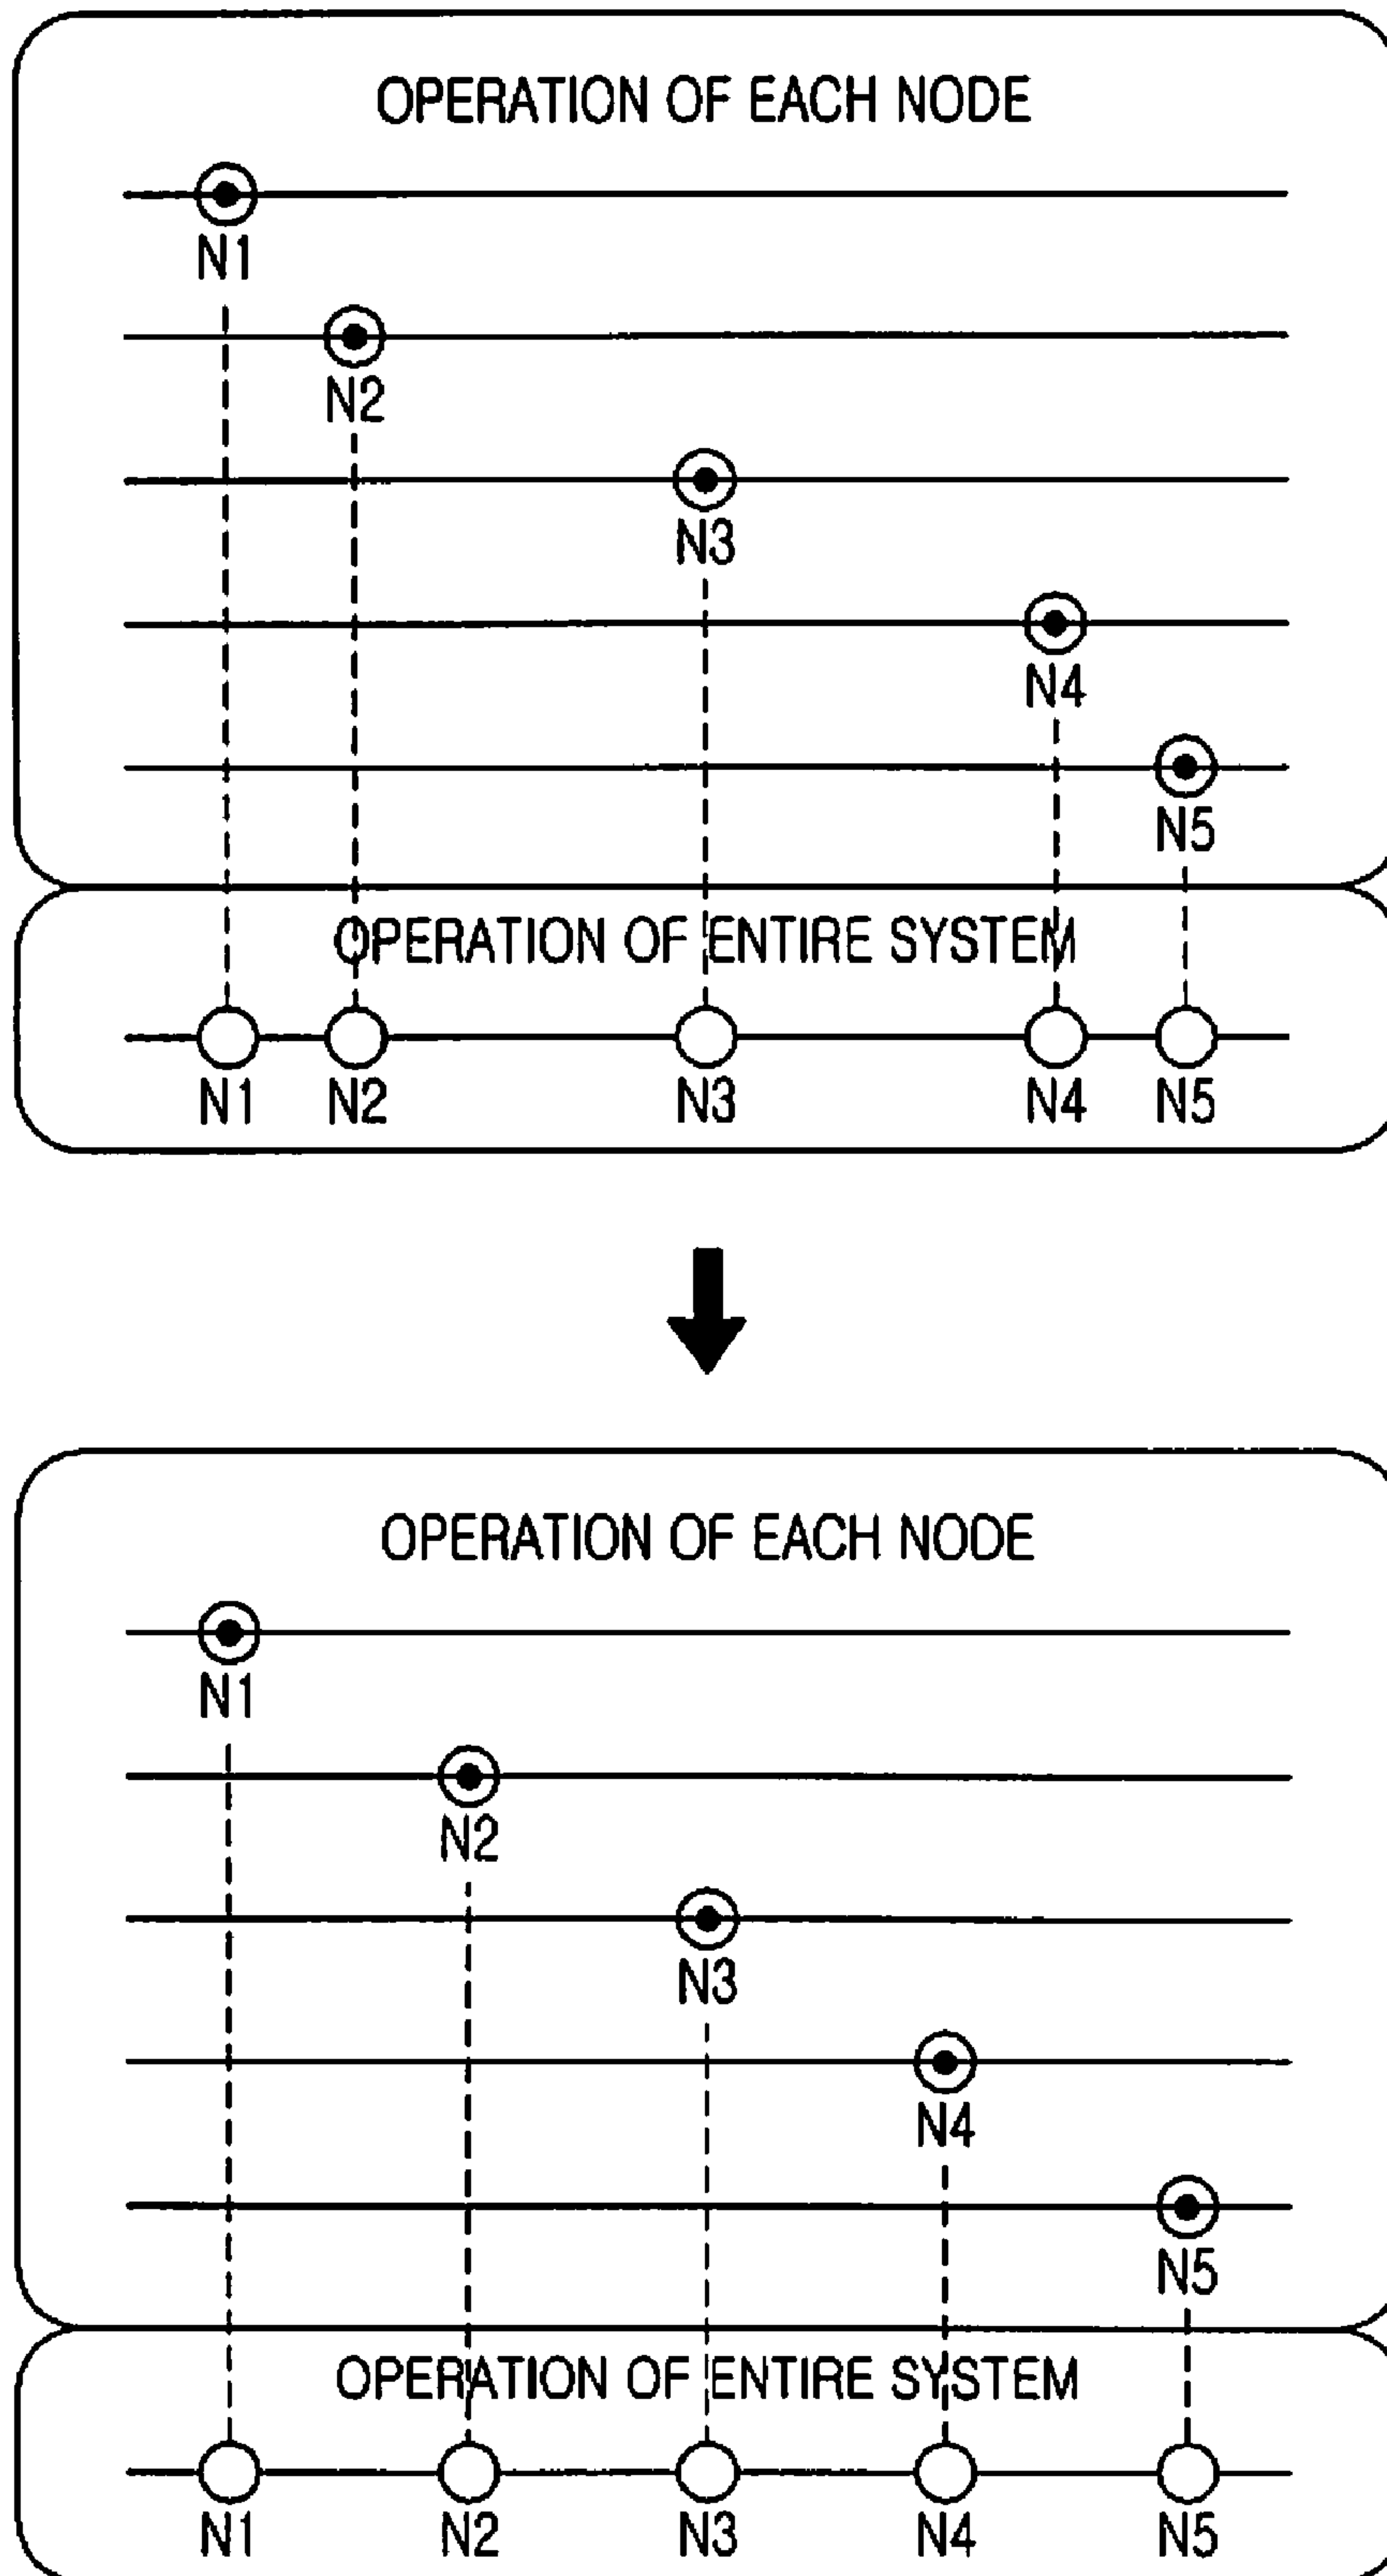 OPERATION OF EACH NODE
N1
N2
N3
N4
N5
OPERATION OF ENTIRE SYSTEM
N1 N2 N3 N4 N5
OPERATION OF EACH NODE
N1
N2
N3
N4
N5
OPERATION OF ENTIRE SYSTEM
N1 N2 N3 N4 N5